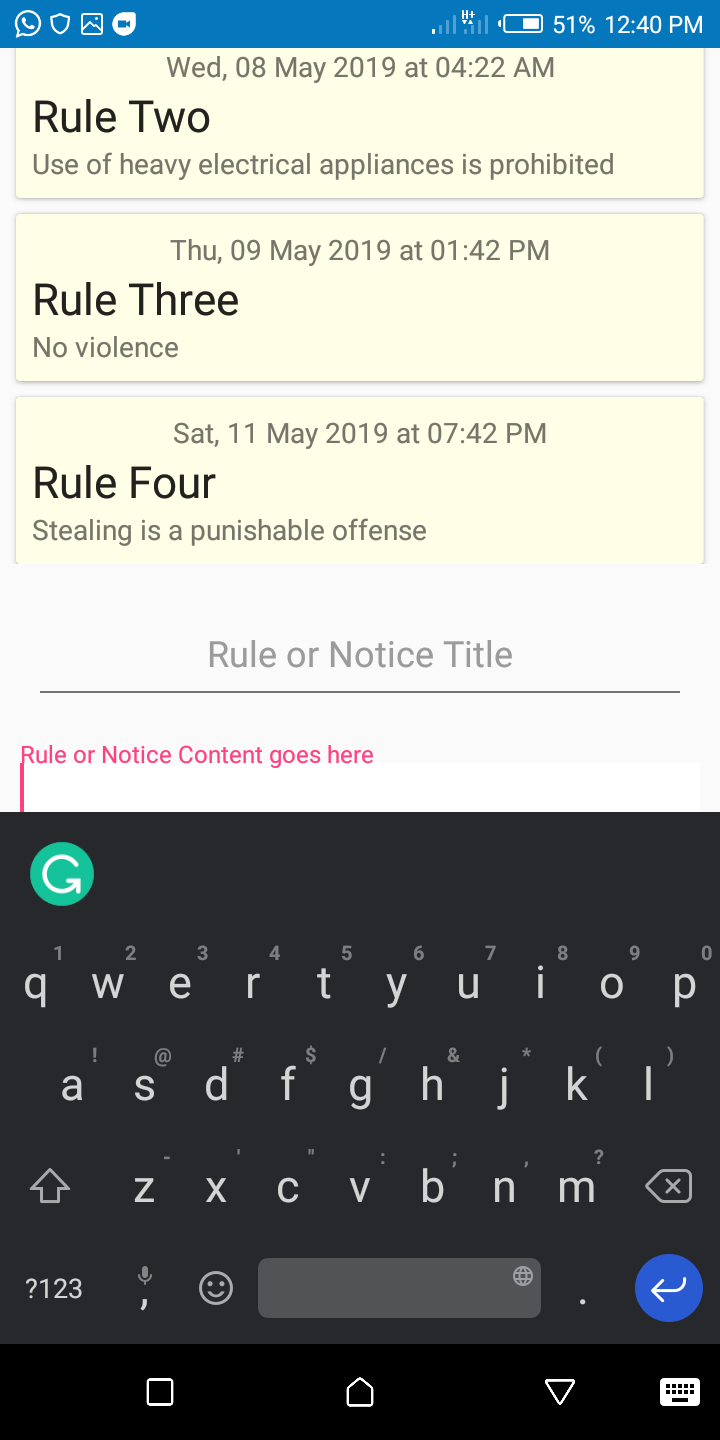 51% 12:40 PM
Wed, 08 May 2019 at 04:22 AM
Rule Two
Use of heavy electrical appliances is prohibited
Thu, 09 May 2019 at 01:42 PM
Rule Three
No violence
Sat, 11 May 2019 at 07:42 PM
Rule Four
Stealing is a punishable offense
Rule or Notice Title
Rule or Notice Content goes here
1 2 3 4 5 6 7 8 9 0
q w e r t y u i o p
! @ # $ / & * ( )
a s d f g h j k l
- ' " : ; , ?
z x c v b n m
?123 , .